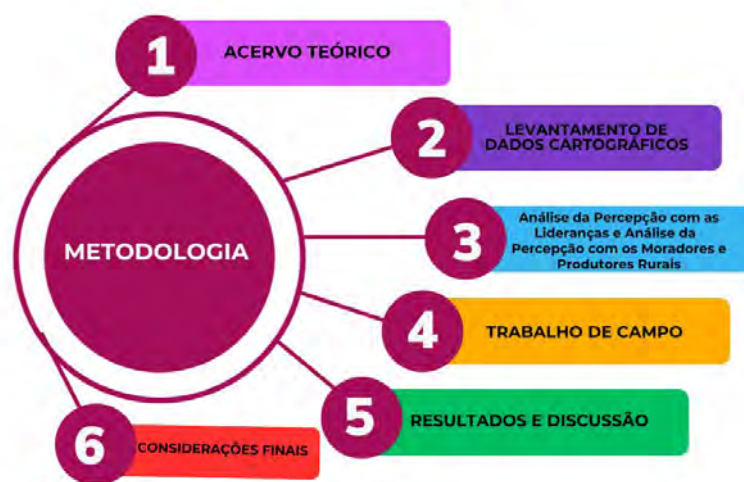 1
ACERVO TEÓRICO
2
LEVANTAMENTO DE
DADOS CARTOGRÁFICOS
METODOLOGIA
3
Análise da Percepção com as
Lideranças e Análise da
Percepção com os Moradores e
Produtores Rurais
4
TRABALHO DE CAMPO
5
RESULTADOS E DISCUSSÃO
6
CONSIDERAÇÕES FINAIS